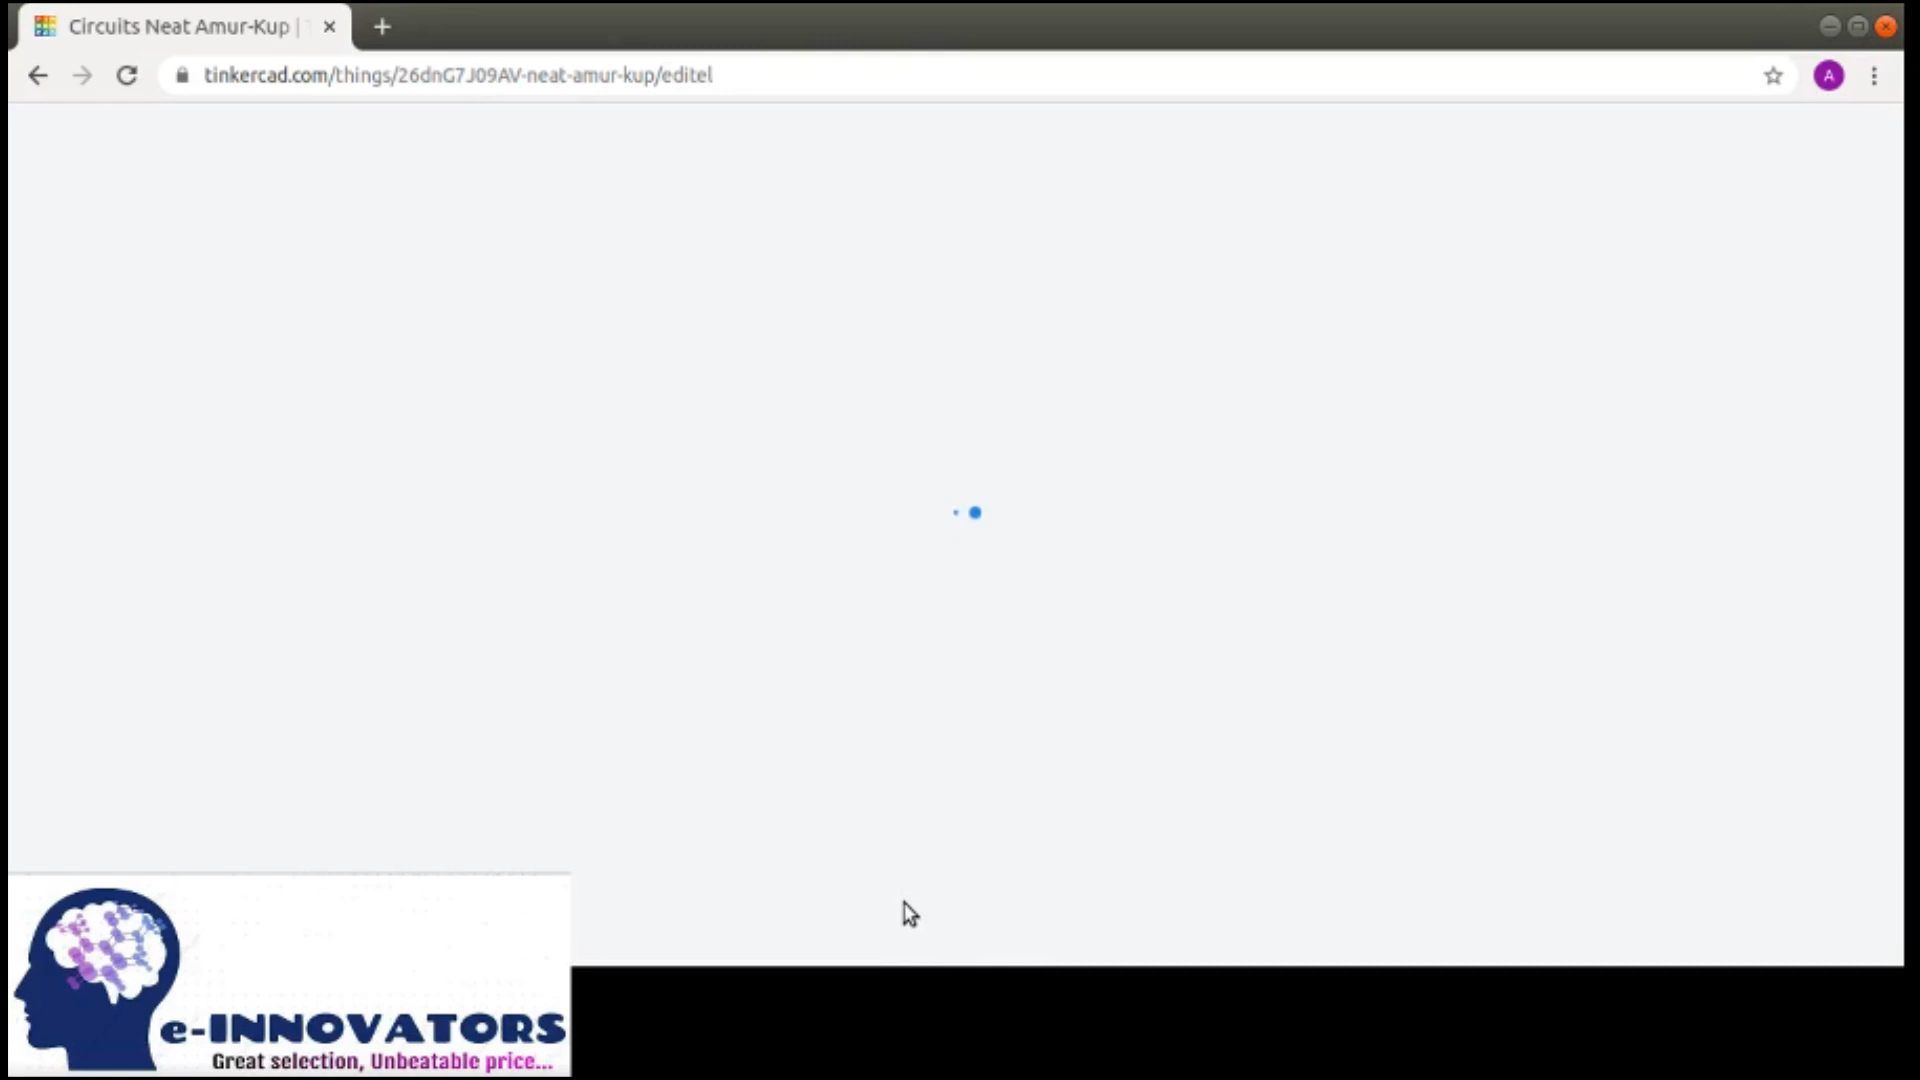 Circuits Neat Amur-Kup |
tinkercad.com/things/26dnG7J09AV-neat-amur-kup/editel
A
e-INNOVATORS
Great selection, Unbeatable price...